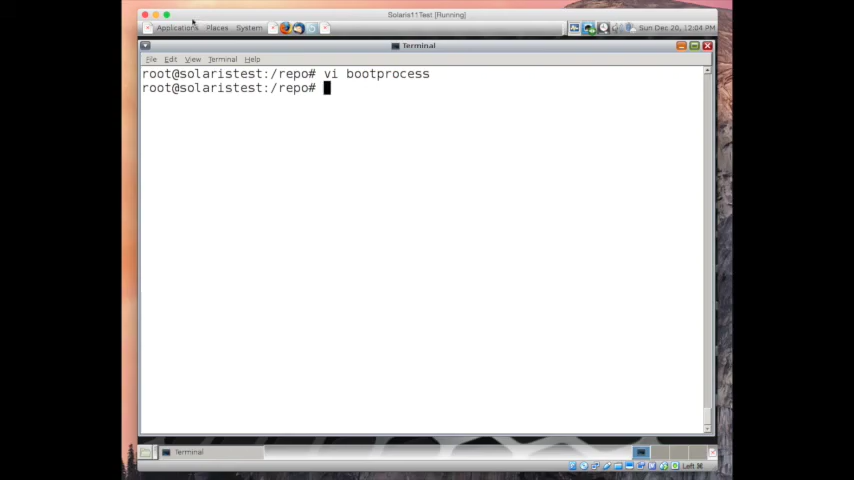 Solaris11Test [Running]
Applications Places System Sun Dec 20, 12:04 PM
Terminal
File Edit View Terminal Help
root@solaristest:/repo# vi bootprocess
root@solaristest:/repo#
Terminal
Left ⌘